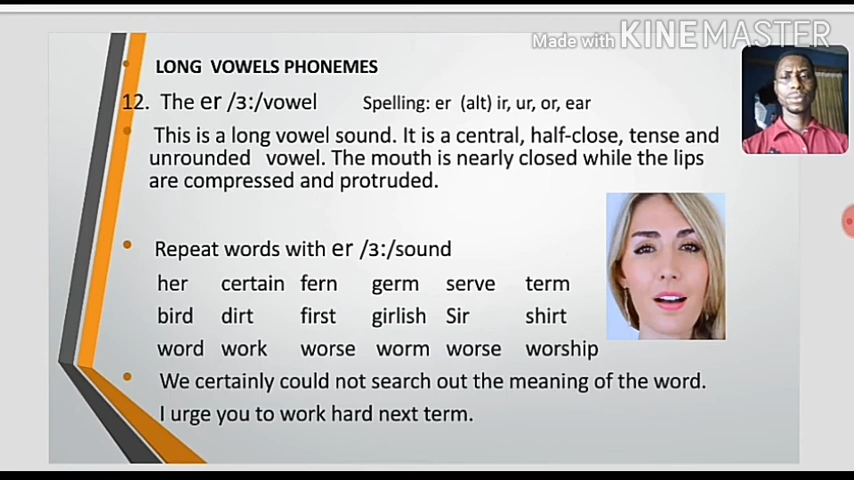 Made with KINEMASTER
LONG VOWELS PHONEMES
12. The er /ɜ:/vowel Spelling: er (alt) ir, ur, or, ear
This is a long vowel sound. It is a central, half-close, tense and
unrounded vowel. The mouth is nearly closed while the lips
are compressed and protruded.
Repeat words with er /ɜ:/sound
her certain fern germ serve term
bird dirt first girlish Sir shirt
word work worse worm worse worship
We certainly could not search out the meaning of the word.
I urge you to work hard next term.